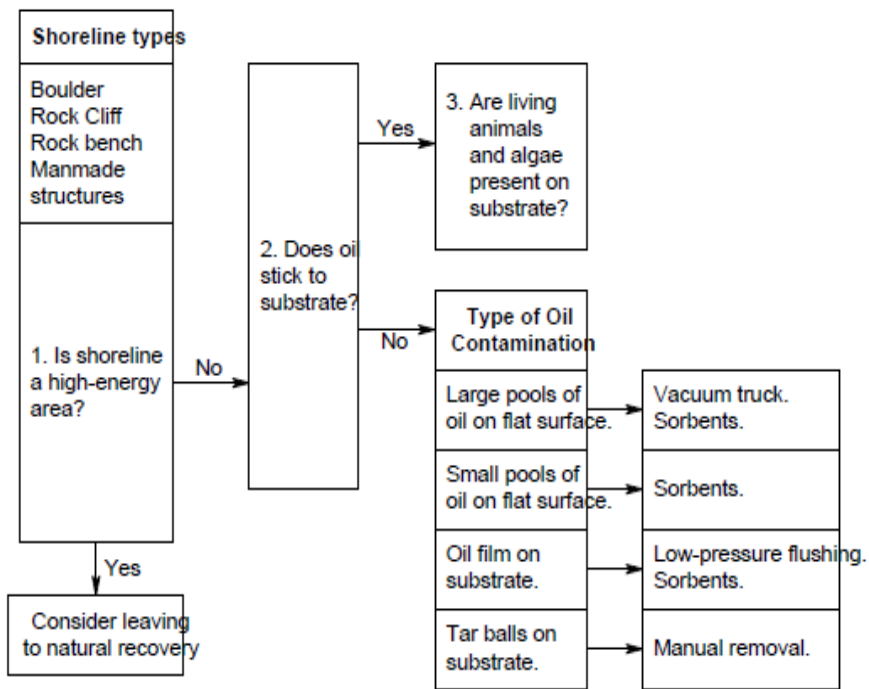 Shoreline types
Boulder
Rock Cliff
Rock bench
Manmade
structures
1. Is shoreline
a high-energy
area?
Yes
Consider leaving
to natural recovery
No
2. Does oil
stick to
substrate?
Yes
3. Are living
animals
and algae
present on
substrate?
No
Type of Oil
Contamination
Large pools of
oil on flat surface.
Vacuum truck.
Sorbents.
Small pools of
oil on flat surface.
Sorbents.
Oil film on
substrate.
Low-pressure flushing.
Sorbents.
Tar balls on
substrate.
Manual removal.